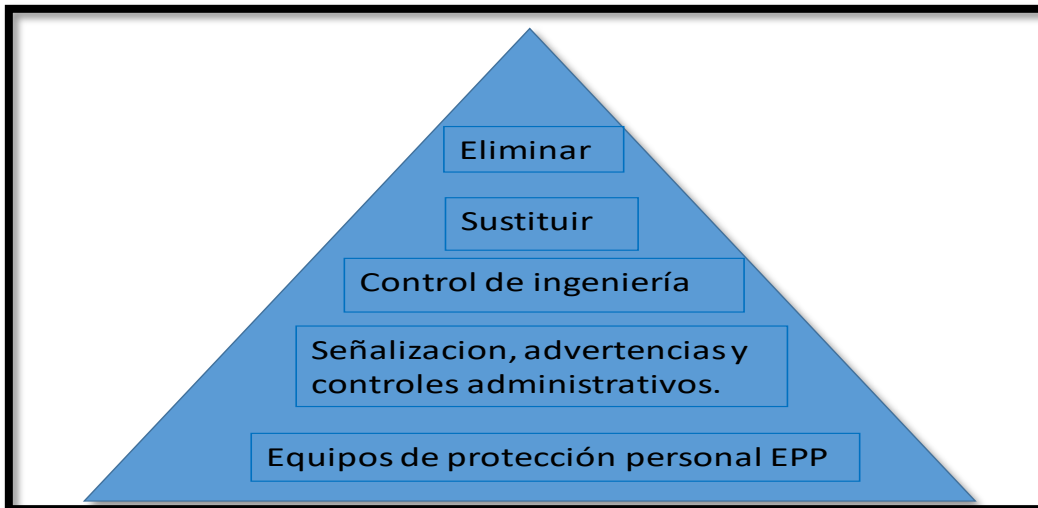 Eliminar
Sustituir
Control de ingeniería
Señalizacion, advertencias y
controles administrativos.
Equipos de protección personal EPP